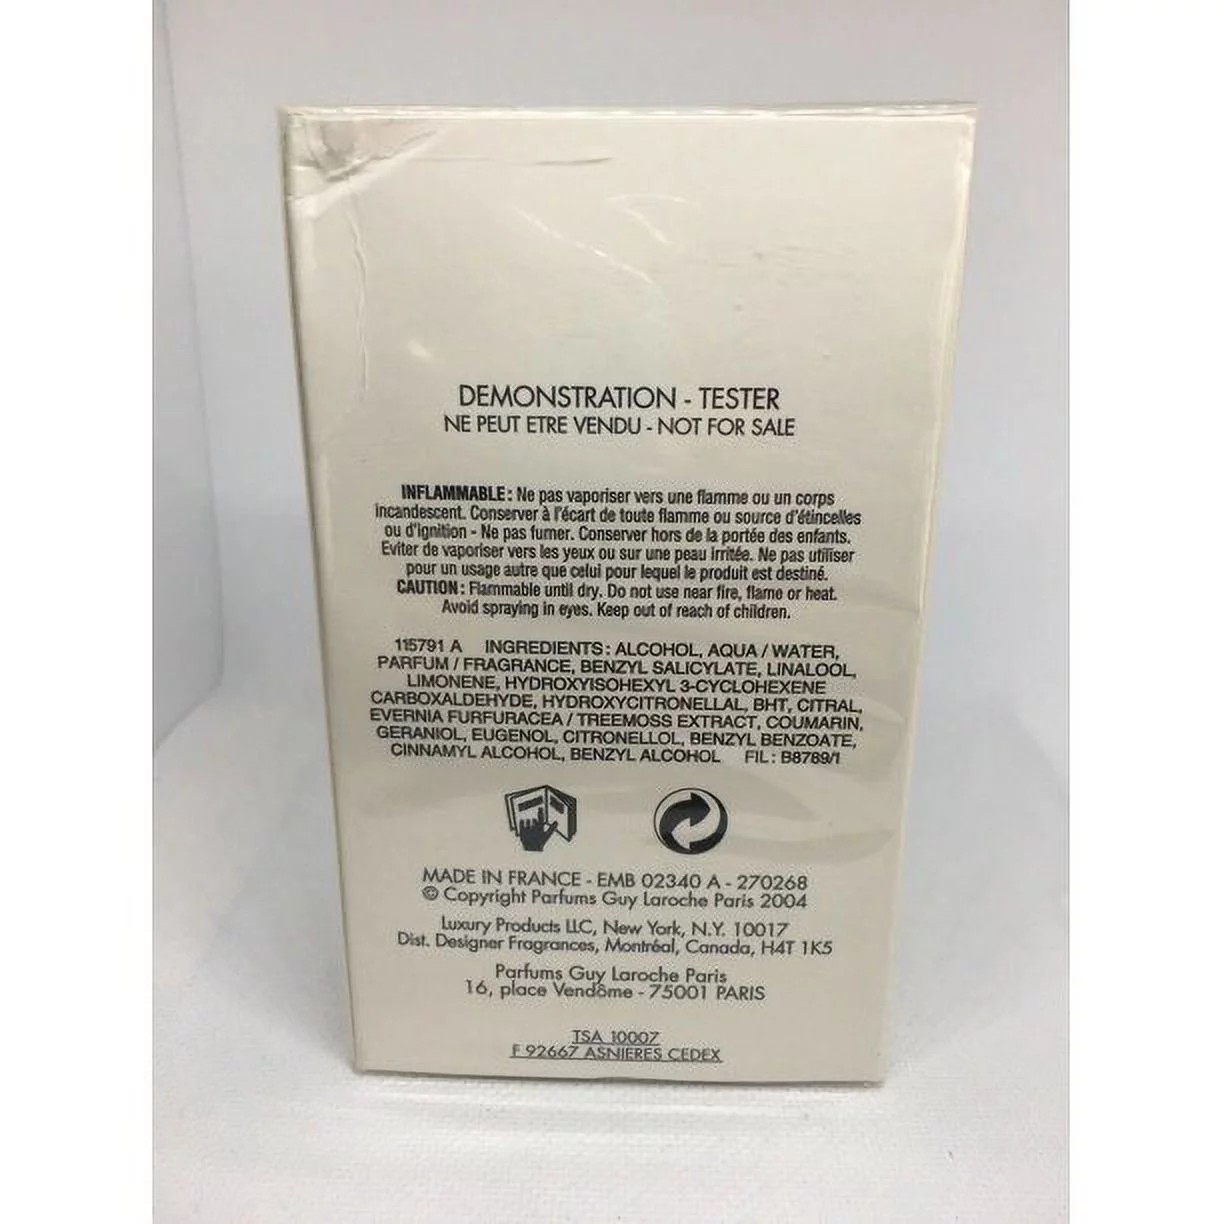 DEMONSTRATION - TESTER
NE PEUT ETRE VENDU - NOT FOR SALE
INFLAMMABLE : Ne pas vaporiser vers une flamme ou un corps
incandescent. Conserver à l'écart de toute flamme ou source d'étincelles
ou d'ignition - Ne pas fumer. Conserver hors de la portée des enfants.
Eviter de vaporiser vers les yeux ou sur une peau irritée. Ne pas utiliser
pour un usage autre que celui pour lequel le produit est destiné.
CAUTION : Flammable until dry. Do not use near fire, flame or heat.
Avoid spraying in eyes. Keep out of reach of children.
115791 A INGREDIENTS : ALCOHOL, AQUA / WATER,
PARFUM / FRAGRANCE, BENZYL SALICYLATE, LINALOOL,
LIMONENE, HYDROXYISOHEXYL 3-CYCLOHEXENE
CARBOXALDEHYDE, HYDROXYCITRONELLAL, BHT, CITRAL,
EVERNIA FURFURACEA / TREEMOSS EXTRACT, COUMARIN,
GERANIOL, EUGENOL, CITRONELLOL, BENZYL BENZOATE,
CINNAMYL ALCOHOL, BENZYL ALCOHOL FIL : B8789/1
MADE IN FRANCE - EMB 02340 A - 270268
© Copyright Parfums Guy Laroche Paris 2004
Luxury Products LLC, New York, N.Y. 10017
Dist. Designer Fragrances, Montréal, Canada, H4T 1K5
Parfums Guy Laroche Paris
16, place Vendôme - 75001 PARIS
TSA 10007
F 92667 ASNIERES CEDEX